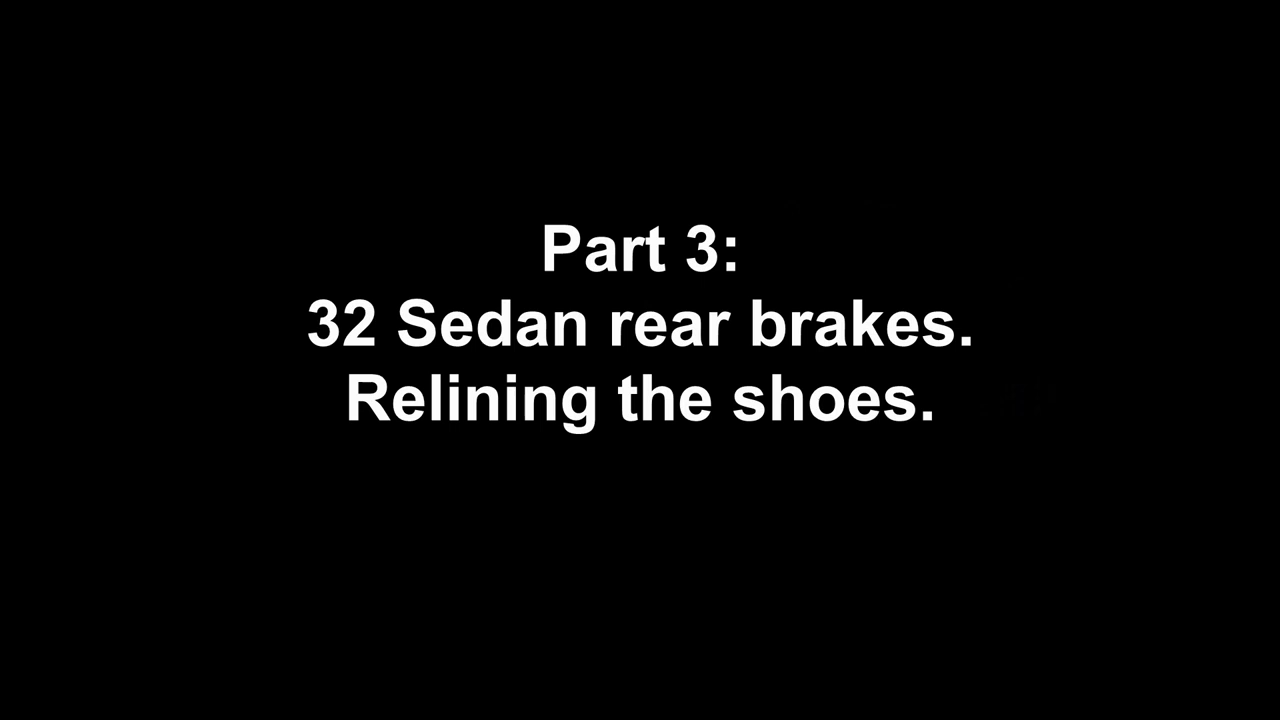 Part 3:
32 Sedan rear brakes.
Relining the shoes.